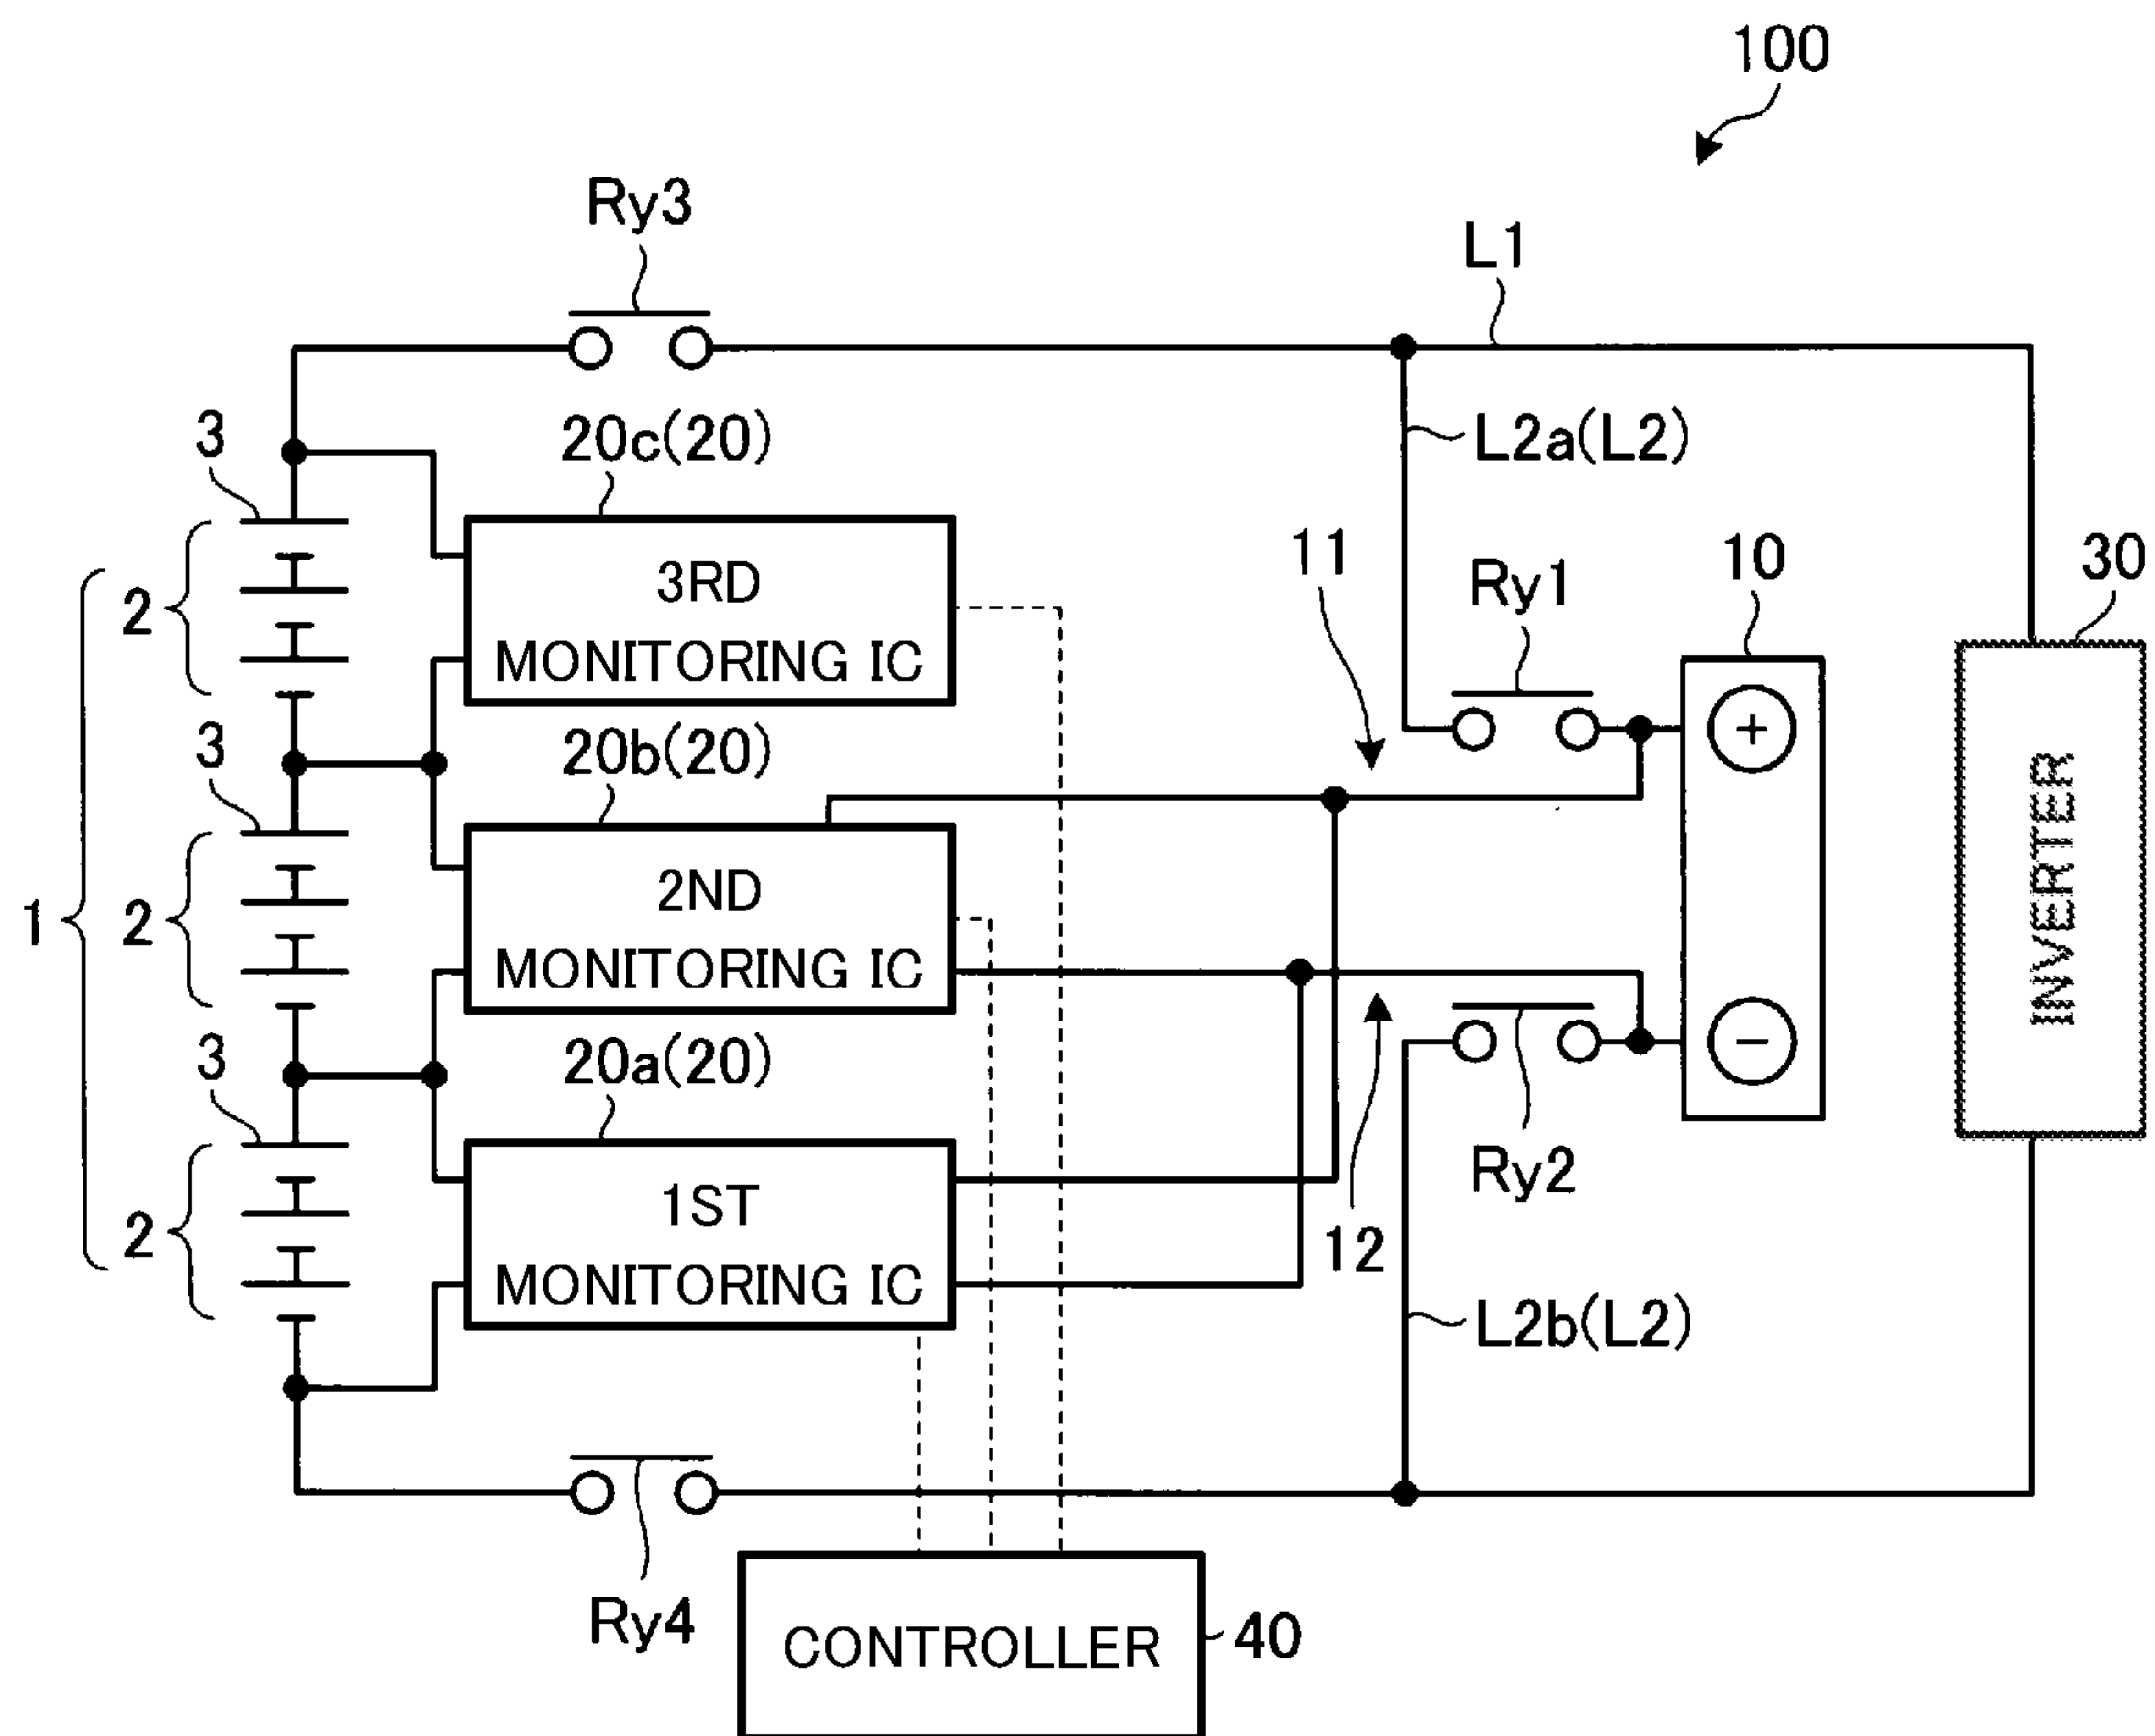 100
Ry3
L1
3
20c(20)
L2a(L2)
3RD
MONITORING IC
2
11
Ry1
10
30
+
3
20b(20)
2ND
MONITORING IC
1
2
INVERTER
3
20a(20)
−
Ry2
1ST
MONITORING IC
2
12
L2b(L2)
Ry4
CONTROLLER
40